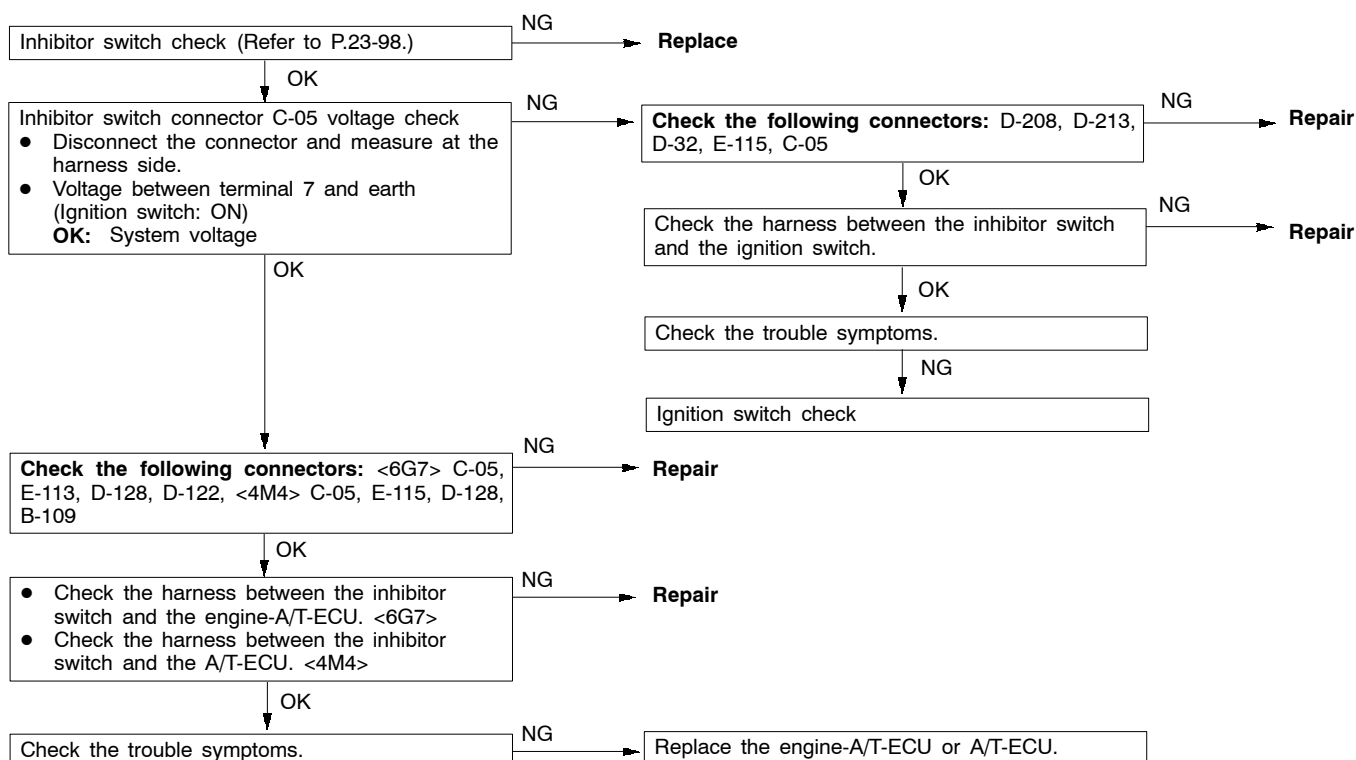 Inhibitor switch check (Refer to P.23-98.)
NG
Replace
OK
Inhibitor switch connector C-05 voltage check
● Disconnect the connector and measure at the
harness side.
● Voltage between terminal 7 and earth
(Ignition switch: ON)
OK: System voltage
NG
Check the following connectors: D-208, D-213,
D-32, E-115, C-05
NG
Repair
OK
Check the harness between the inhibitor switch
and the ignition switch.
NG
Repair
OK
Check the trouble symptoms.
NG
Ignition switch check
OK
Check the following connectors: <6G7> C-05,
E-113, D-128, D-122, <4M4> C-05, E-115, D-128,
B-109
NG
Repair
OK
● Check the harness between the inhibitor
switch and the engine-A/T-ECU. <6G7>
● Check the harness between the inhibitor
switch and the A/T-ECU. <4M4>
NG
Repair
OK
Check the trouble symptoms.
NG
Replace the engine-A/T-ECU or A/T-ECU.